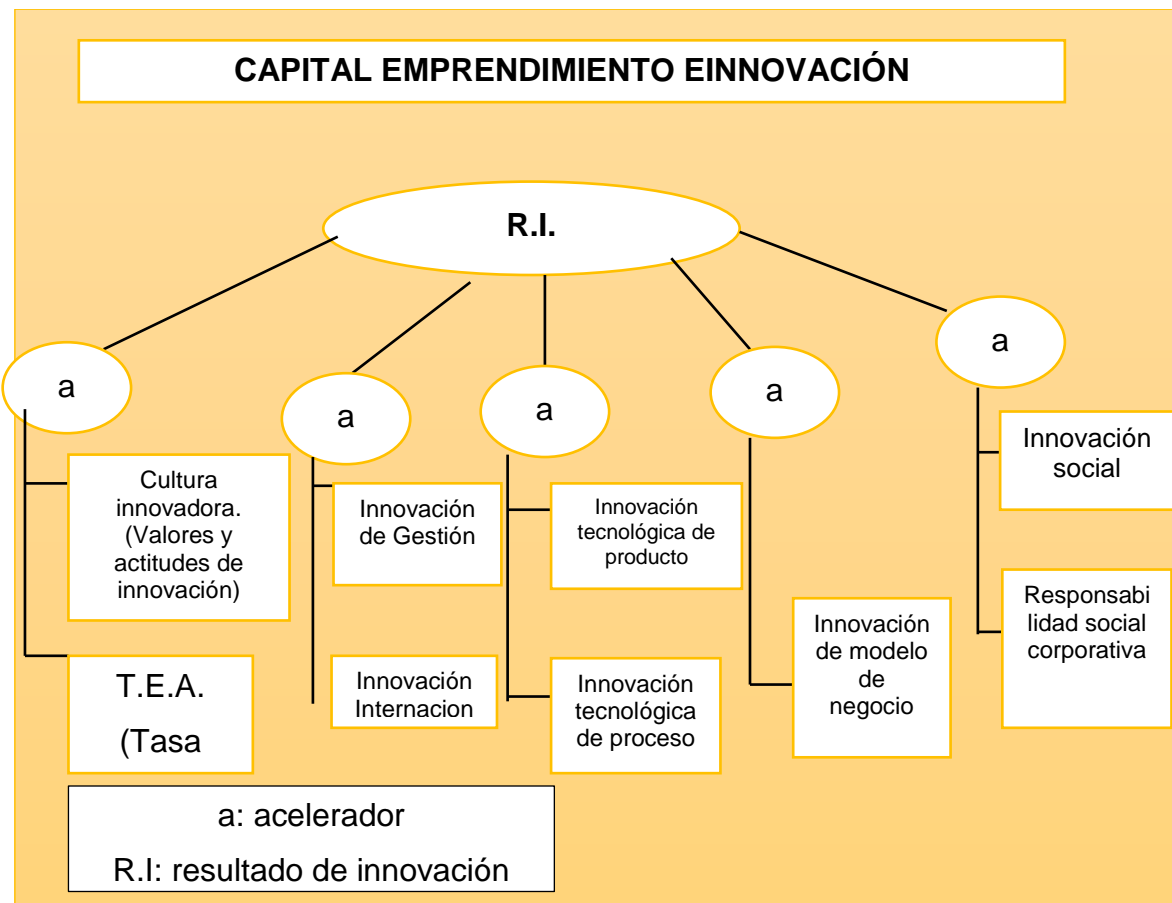 CAPITAL EMPRENDIMIENTO EINNOVACIÓN
R.I.
a
a
a
a
a
Cultura
innovadora.
(Valores y
actitudes de
innovación)
T.E.A.
(Tasa
Innovación
de Gestión
Innovación
Internacion
Innovación
tecnológica de
producto
Innovación
tecnológica
de proceso
Innovación
de modelo
de
negocio
Innovación
social
Responsabi
lidad social
corporativa
a: acelerador
R.I: resultado de innovación